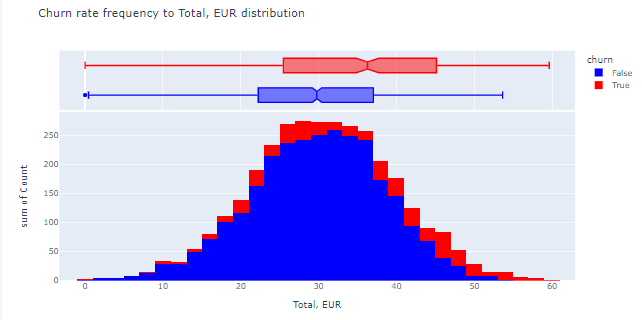 Churn rate frequency to Total, EUR distribution
churn
False
True
250
200
150
100
50
0
sum of Count
0 10 20 30 40 50 60
Total, EUR